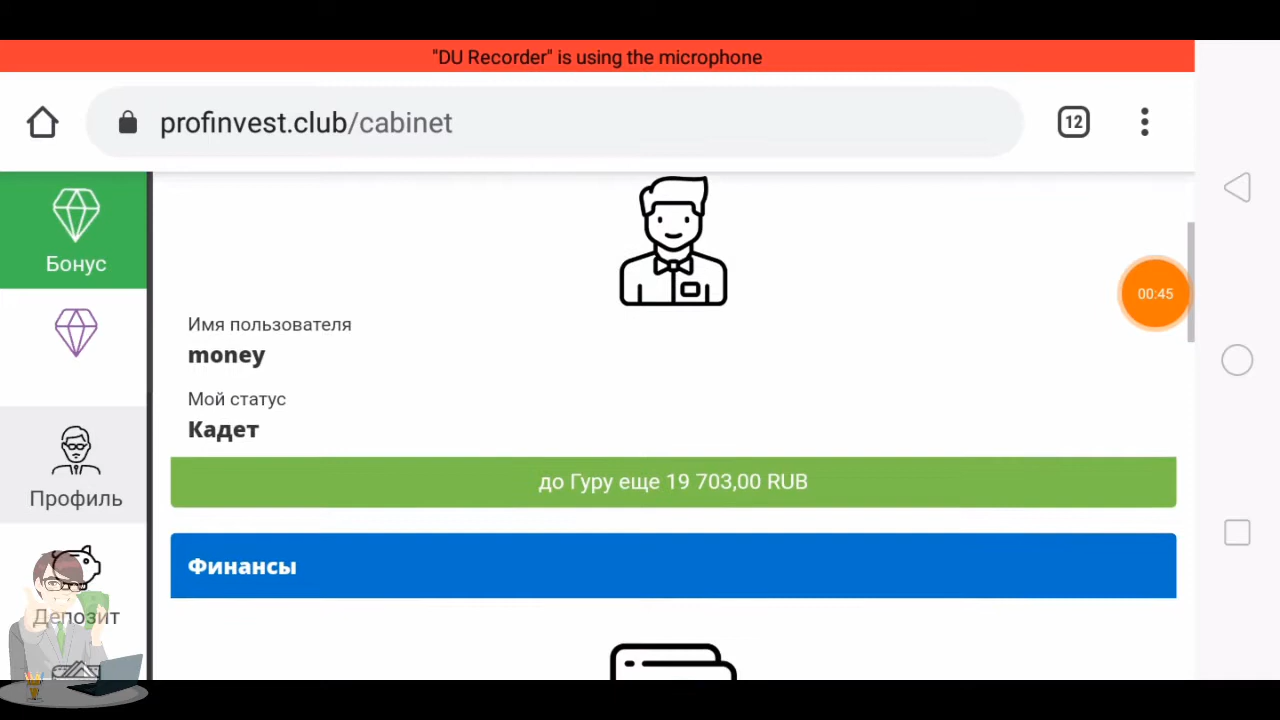 "DU Recorder" is using the microphone
profinvest.club/cabinet
12
Бонус
00:45
Имя пользователя
money
Мой статус
Кадет
до Гуру еще 19 703,00 RUB
Профиль
Финансы
Депозит